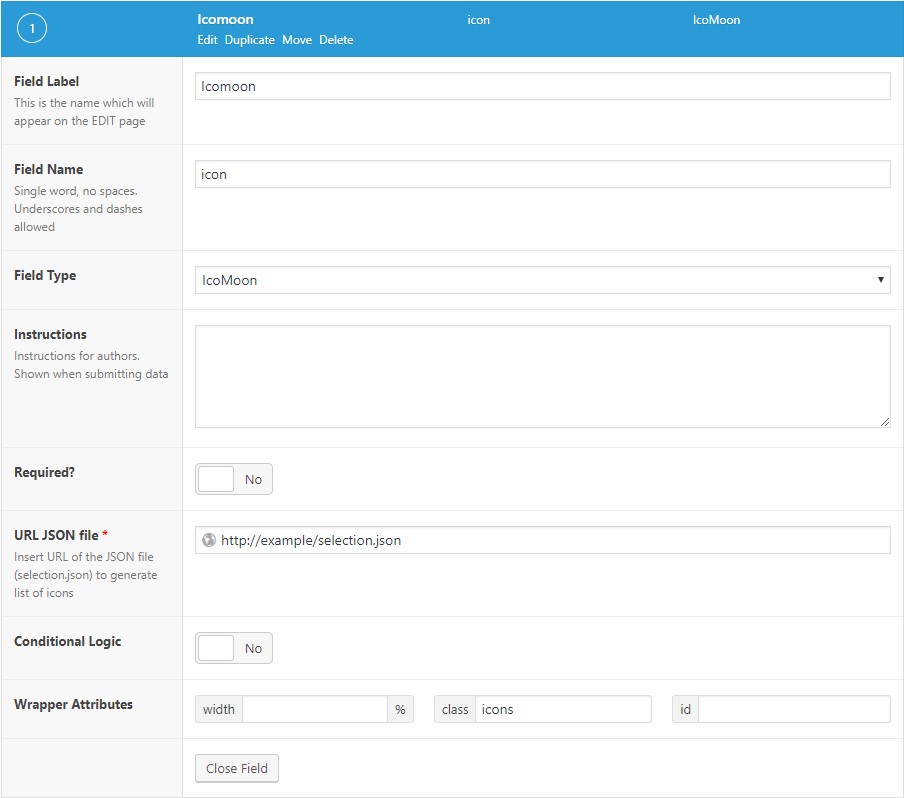 1
Icomoon
icon
IcoMoon
Edit Duplicate Move Delete
Field Label
This is the name which will
appear on the EDIT page
Icomoon
Field Name
Single word, no spaces.
Underscores and dashes
allowed
icon
Field Type
IcoMoon
Instructions
Instructions for authors.
Shown when submitting data
Required?
No
URL JSON file *
Insert URL of the JSON file
(selection.json) to generate
list of icons
http://example/selection.json
Conditional Logic
No
Wrapper Attributes
width
%
class
icons
id
Close Field